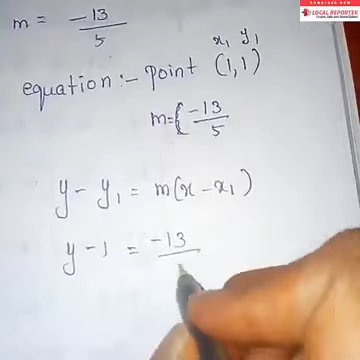 LOCAL REPORTER
m = -13/5
x₁ y₁
equation :- point (1,1)
m={-13/5
y - y₁ = m(x - x₁)
y - 1 = -13